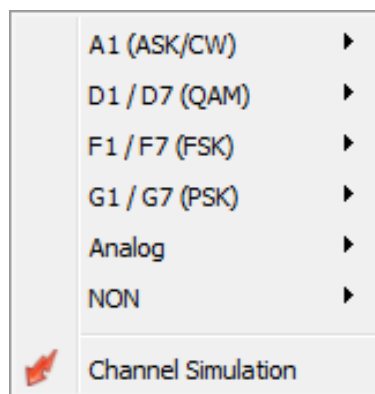 A1 (ASK/CW)
D1 / D7 (QAM)
F1 / F7 (FSK)
G1 / G7 (PSK)
Analog
NON
Channel Simulation